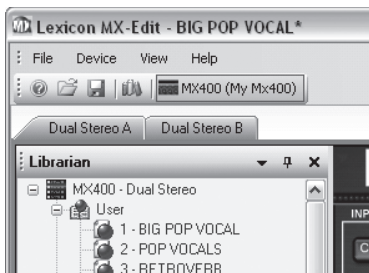 Lexicon MX-Edit - BIG POP VOCAL*
File Device View Help
MX400 (My Mx400)
Dual Stereo A Dual Stereo B
Librarian
MX400 - Dual Stereo
User
1 - BIG POP VOCAL
2 - POP VOCALS
3 - RETROVERB
INP
C